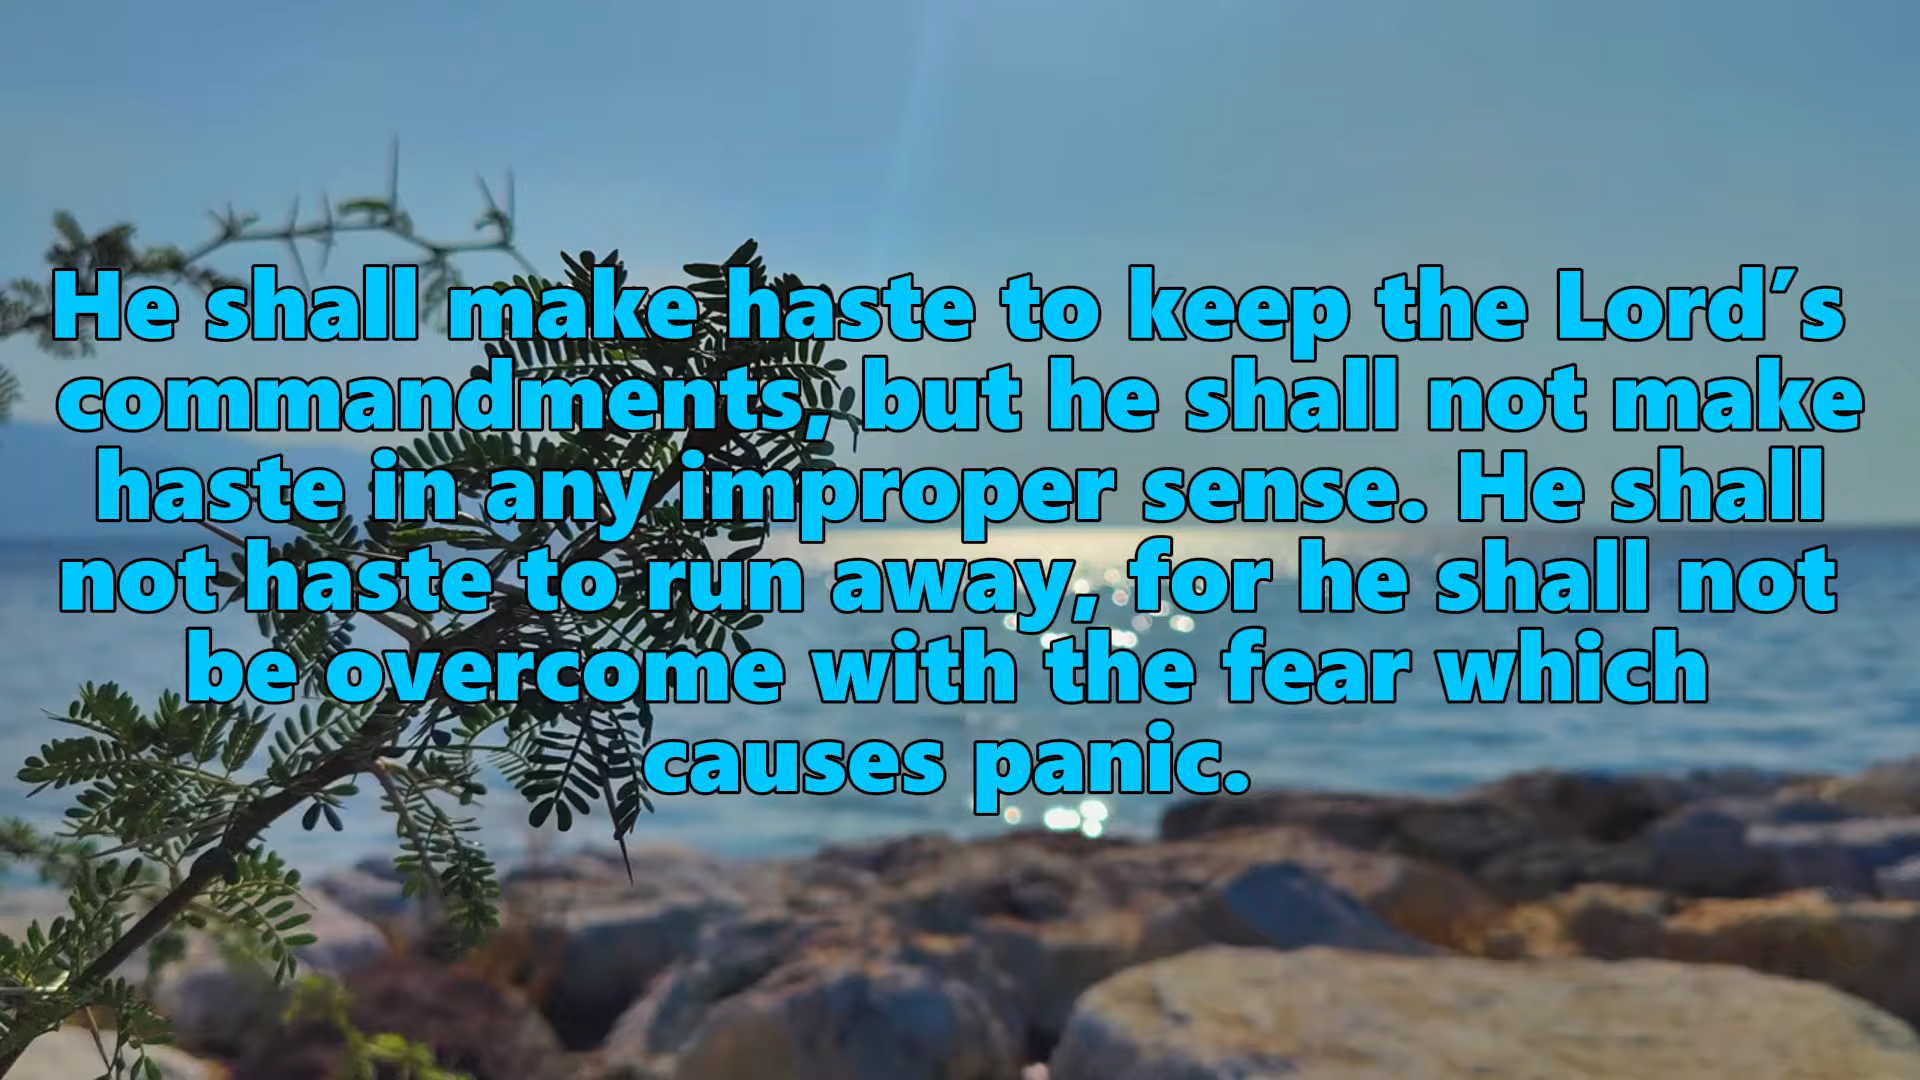 He shall make haste to keep the Lord’s
commandments, but he shall not make
haste in any improper sense. He shall
not haste to run away, for he shall not
be overcome with the fear which
causes panic.